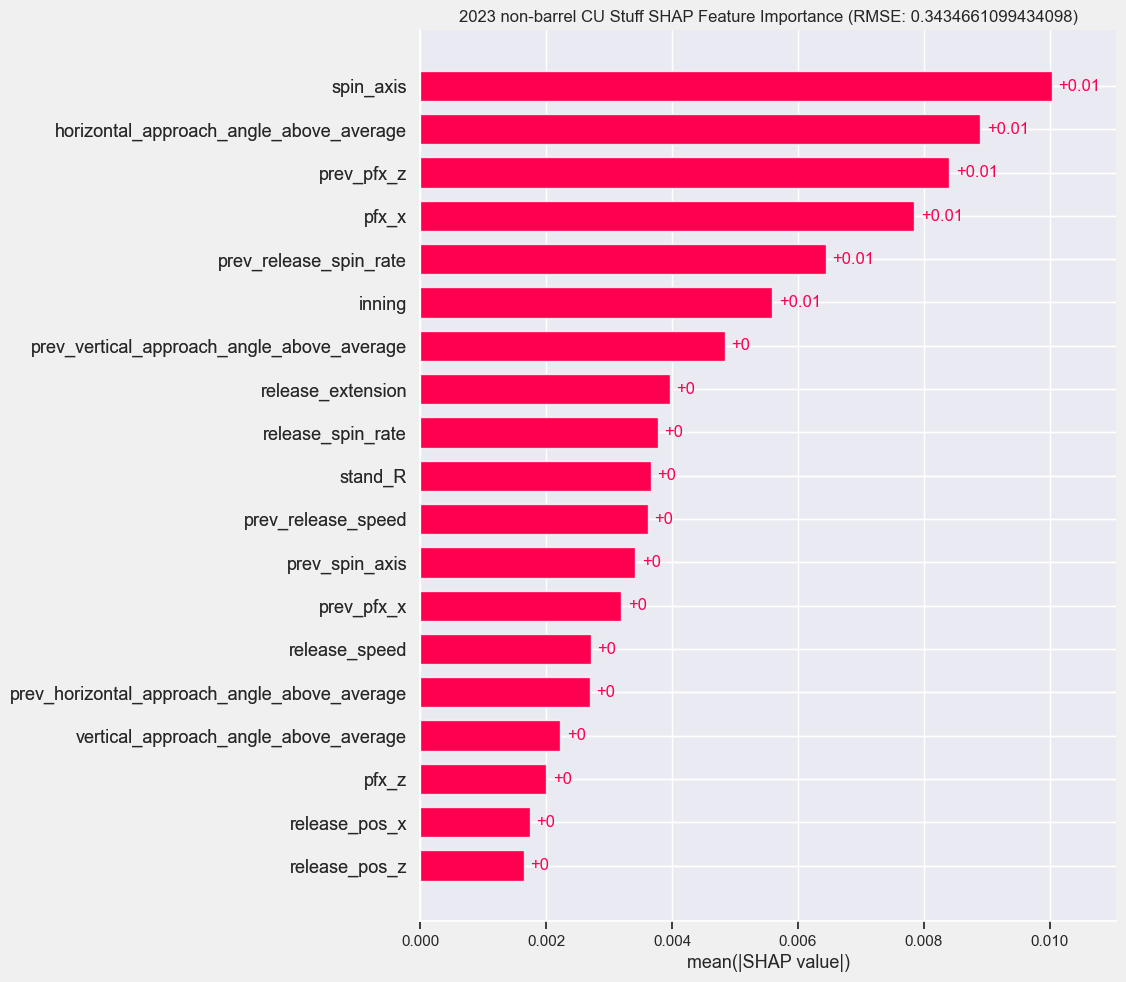 2023 non-barrel CU Stuff SHAP Feature Importance (RMSE: 0.3434661099434098)
spin_axis +0.01
horizontal_approach_angle_above_average +0.01
prev_pfx_z +0.01
pfx_x +0.01
prev_release_spin_rate +0.01
inning +0.01
prev_vertical_approach_angle_above_average +0
release_extension +0
release_spin_rate +0
stand_R +0
prev_release_speed +0
prev_spin_axis +0
prev_pfx_x +0
release_speed +0
prev_horizontal_approach_angle_above_average +0
vertical_approach_angle_above_average +0
pfx_z +0
release_pos_x +0
release_pos_z +0
0.000 0.002 0.004 0.006 0.008 0.010
mean(|SHAP value|)